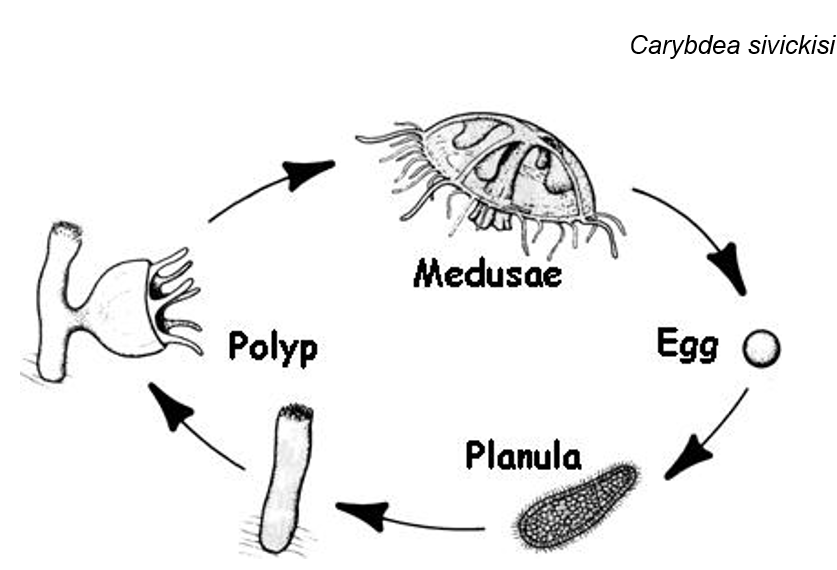 Carybdea sivickisi
Medusae
Egg
Polyp
Planula